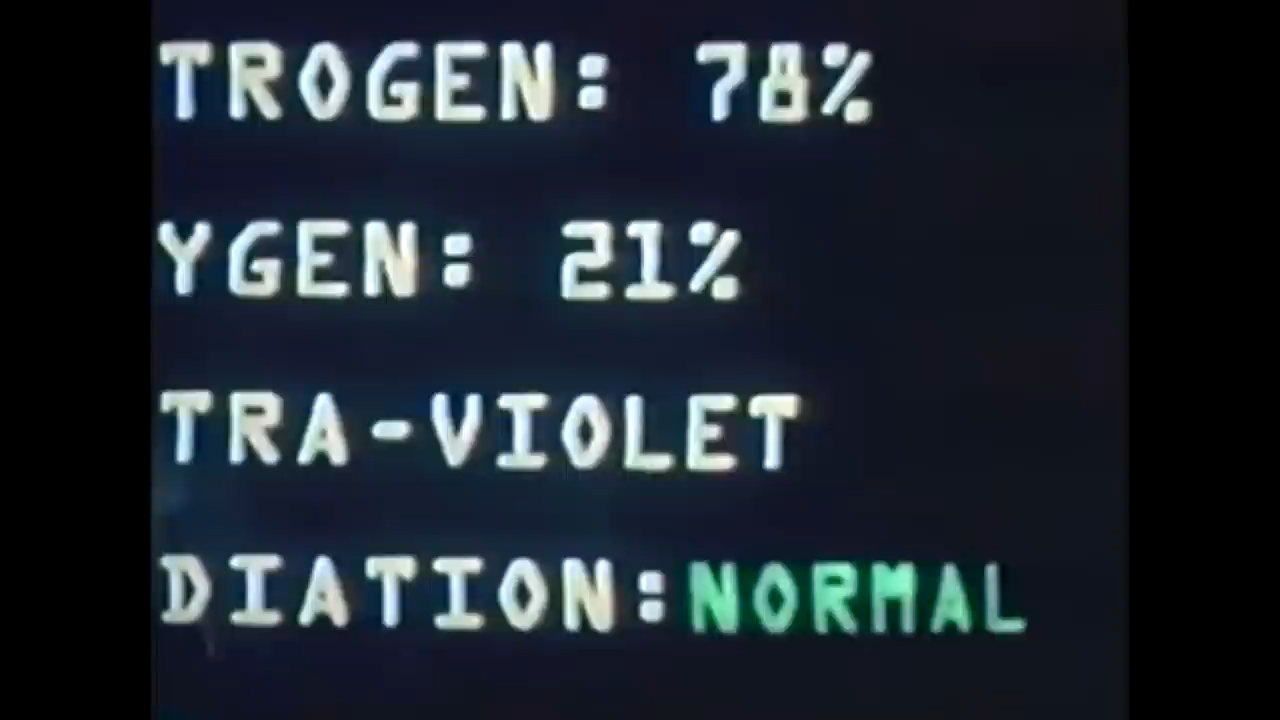 TROGEN: 78%
YGEN: 21%
TRA-VIOLET
DIATION:NORMAL